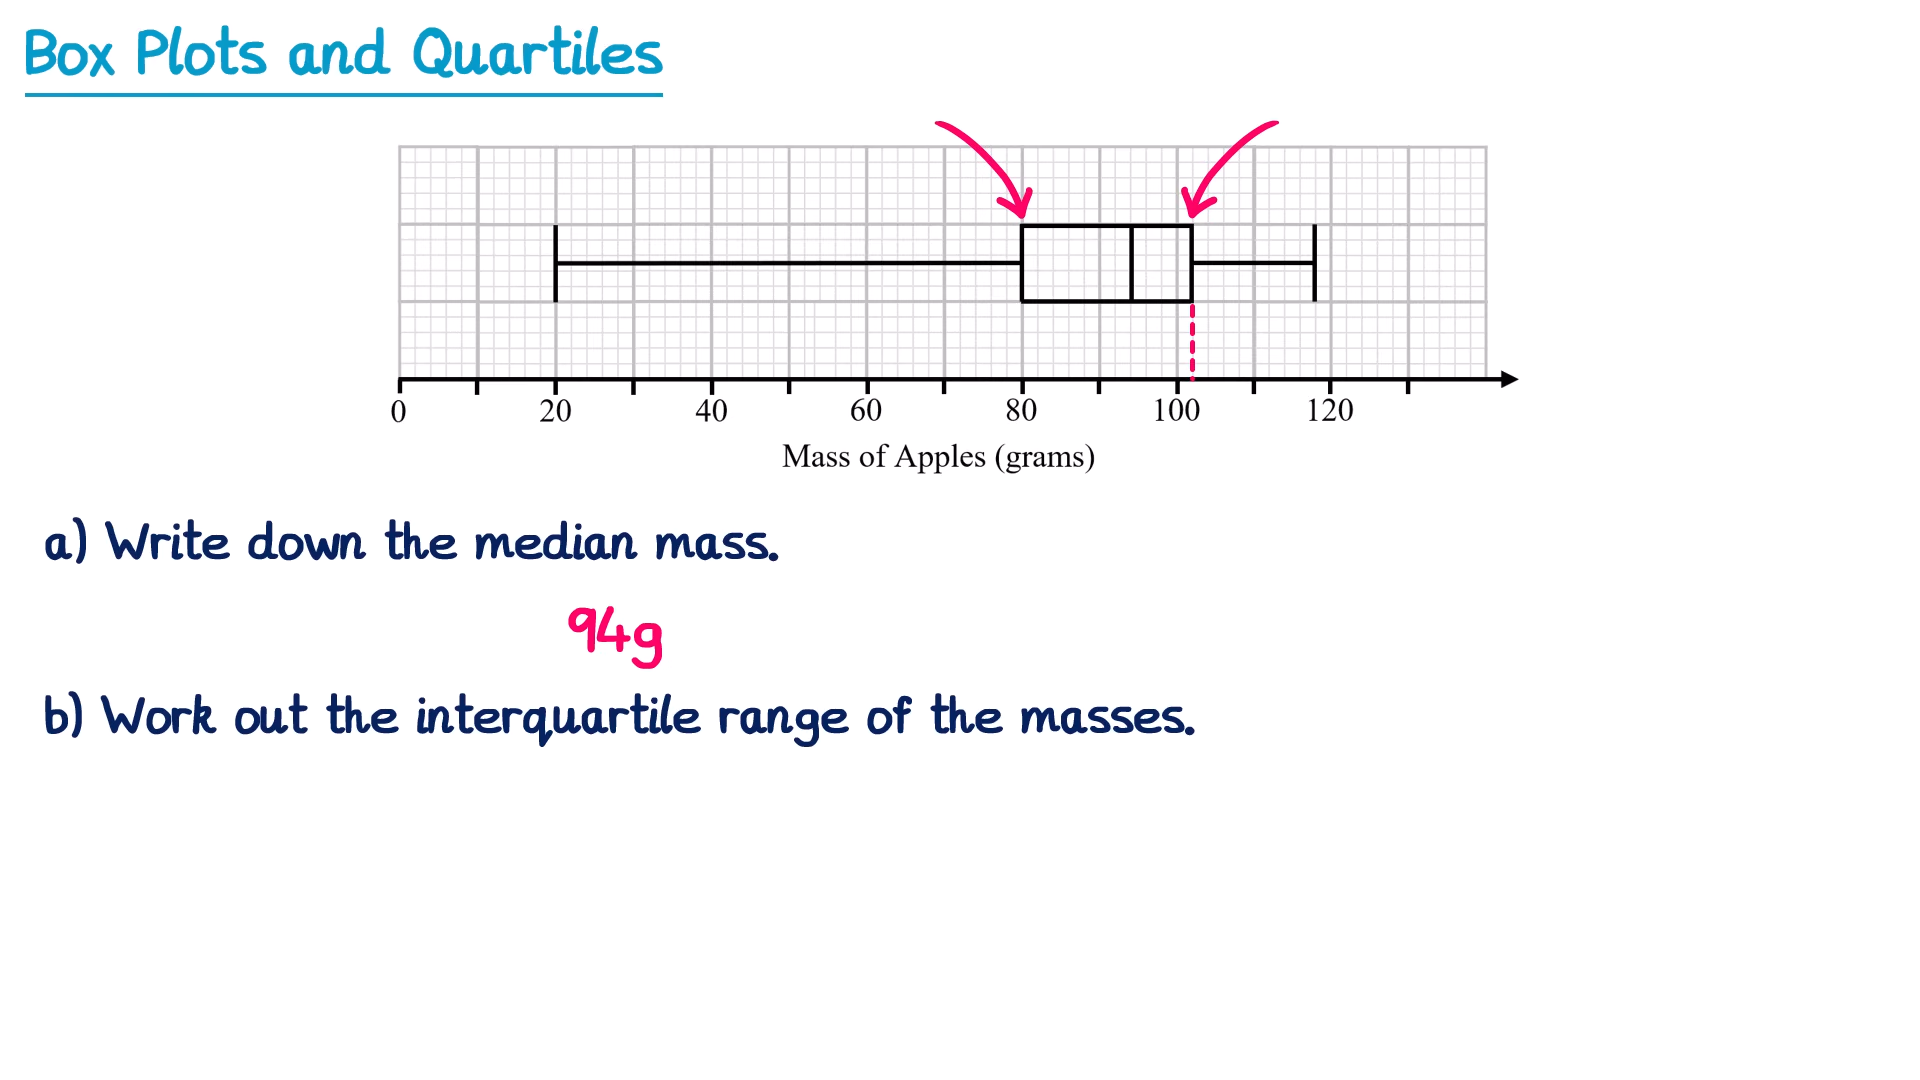 Box Plots and Quartiles
0 20 40 60 80 100 120
Mass of Apples (grams)
a) Write down the median mass.
94g
b) Work out the interquartile range of the masses.